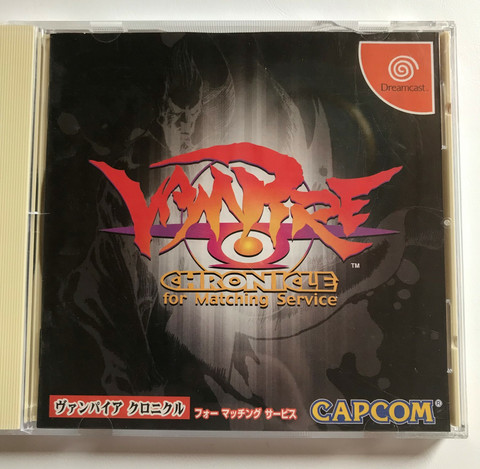 Dreamcast
VAMPIRE
TM
CHRONICLE
for Matching Service
ヴァンパイア クロニクル フォー マッチング サービス
CAPCOM®